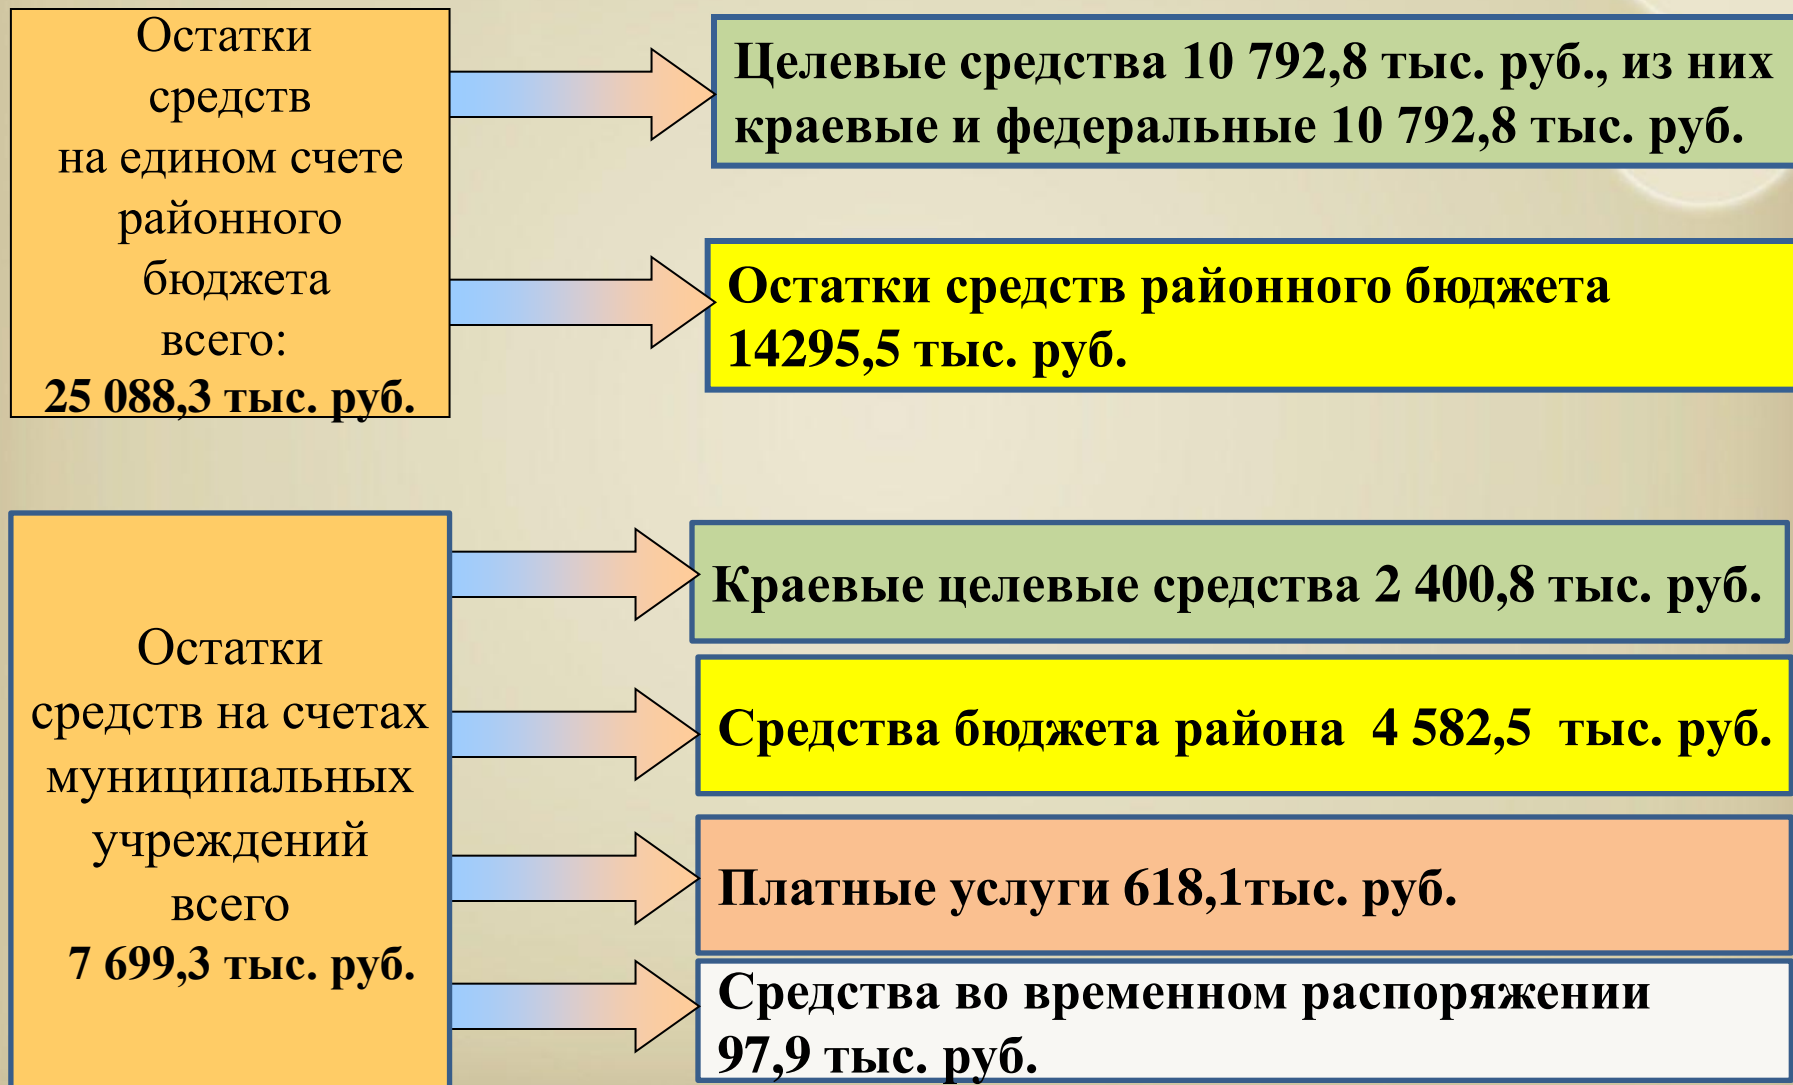 Остатки
средств
на едином счете
районного
бюджета
всего:
25 088,3 тыс. руб.
Целевые средства 10 792,8 тыс. руб., из них
краевые и федеральные 10 792,8 тыс. руб.
Остатки средств районного бюджета
14295,5 тыс. руб.
Остатки
средств на счетах
муниципальных
учреждений
всего
7 699,3 тыс. руб.
Краевые целевые средства 2 400,8 тыс. руб.
Средства бюджета района 4 582,5 тыс. руб.
Платные услуги 618,1тыс. руб.
Средства во временном распоряжении
97,9 тыс. руб.